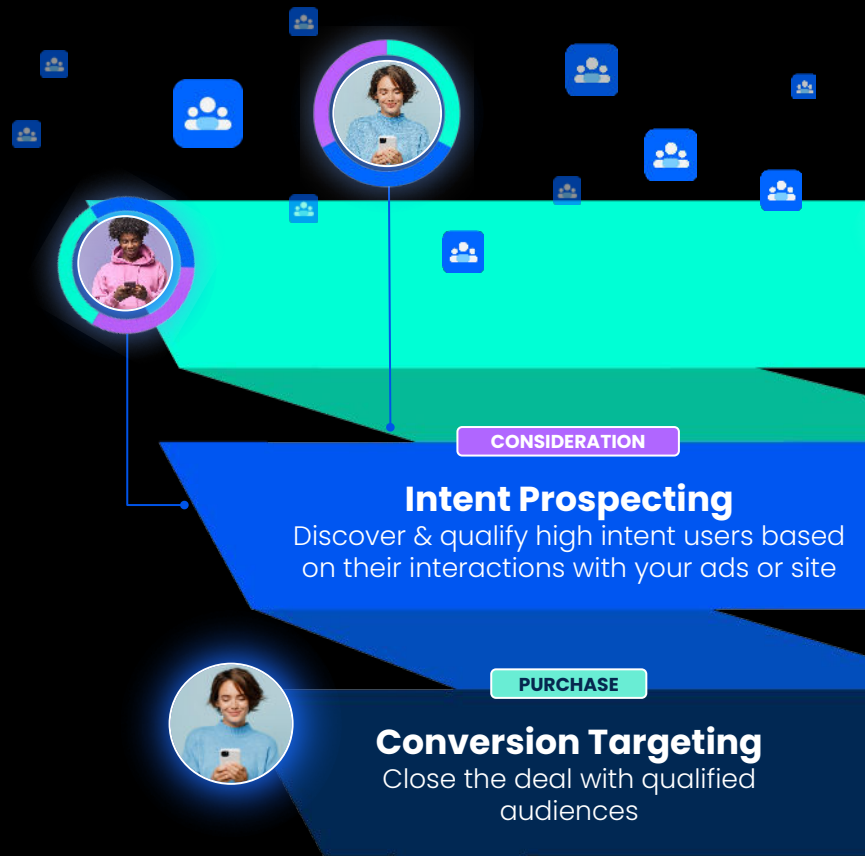 CONSIDERATION
Intent Prospecting
Discover & qualify high intent users based
on their interactions with your ads or site
PURCHASE
Conversion Targeting
Close the deal with qualified
audiences